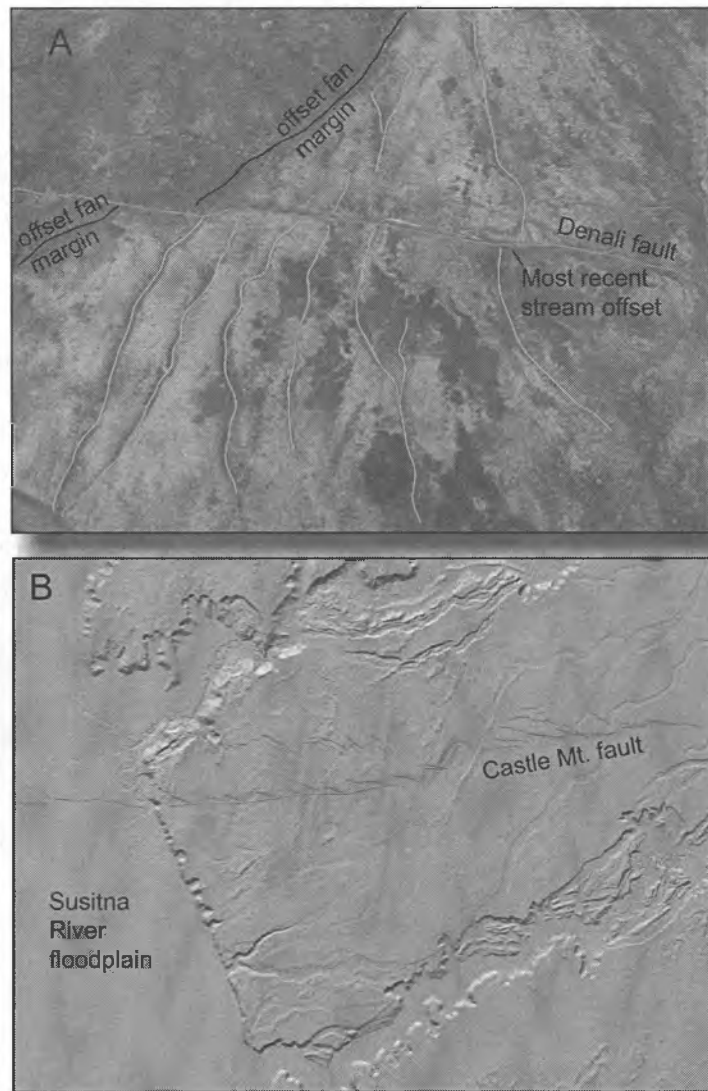 A
offset fan
margin
offset fan
margin
Denali fault
Most recent
stream offset
B
Castle Mt. fault
Susitna
River
floodplain